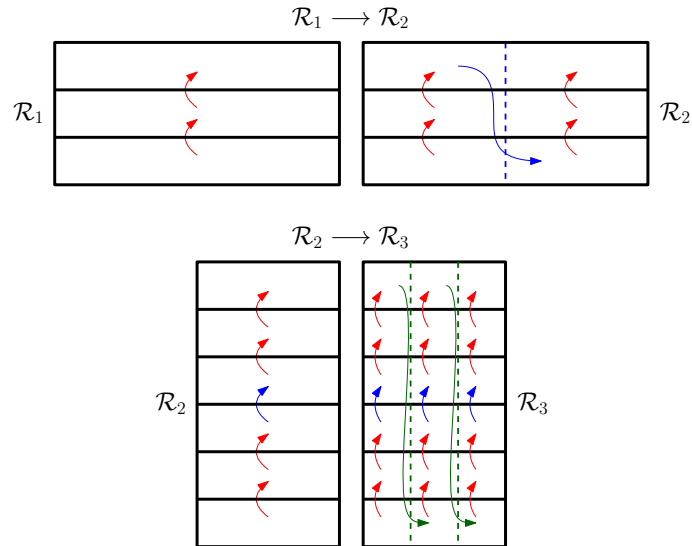 ℛ₁ ⟶ ℛ₂
ℛ₁
ℛ₂
ℛ₂ ⟶ ℛ₃
ℛ₂
ℛ₃